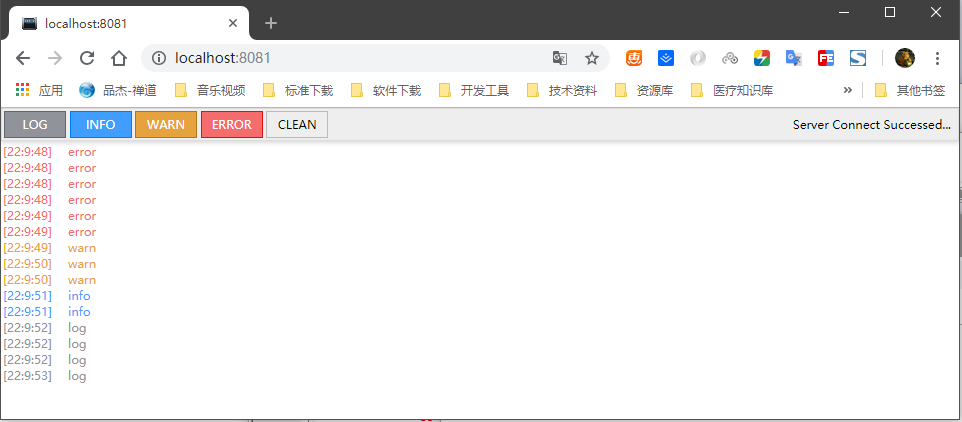 localhost:8081
localhost:8081
应用 品杰-禅道 音乐视频 标准下载 软件下载 开发工具 技术资料 资源库 医疗知识库 » 其他书签
LOG INFO WARN ERROR CLEAN Server Connect Successed...
[22:9:48] error
[22:9:48] error
[22:9:48] error
[22:9:48] error
[22:9:49] error
[22:9:49] error
[22:9:49] warn
[22:9:50] warn
[22:9:50] warn
[22:9:51] info
[22:9:51] info
[22:9:52] log
[22:9:52] log
[22:9:52] log
[22:9:53] log